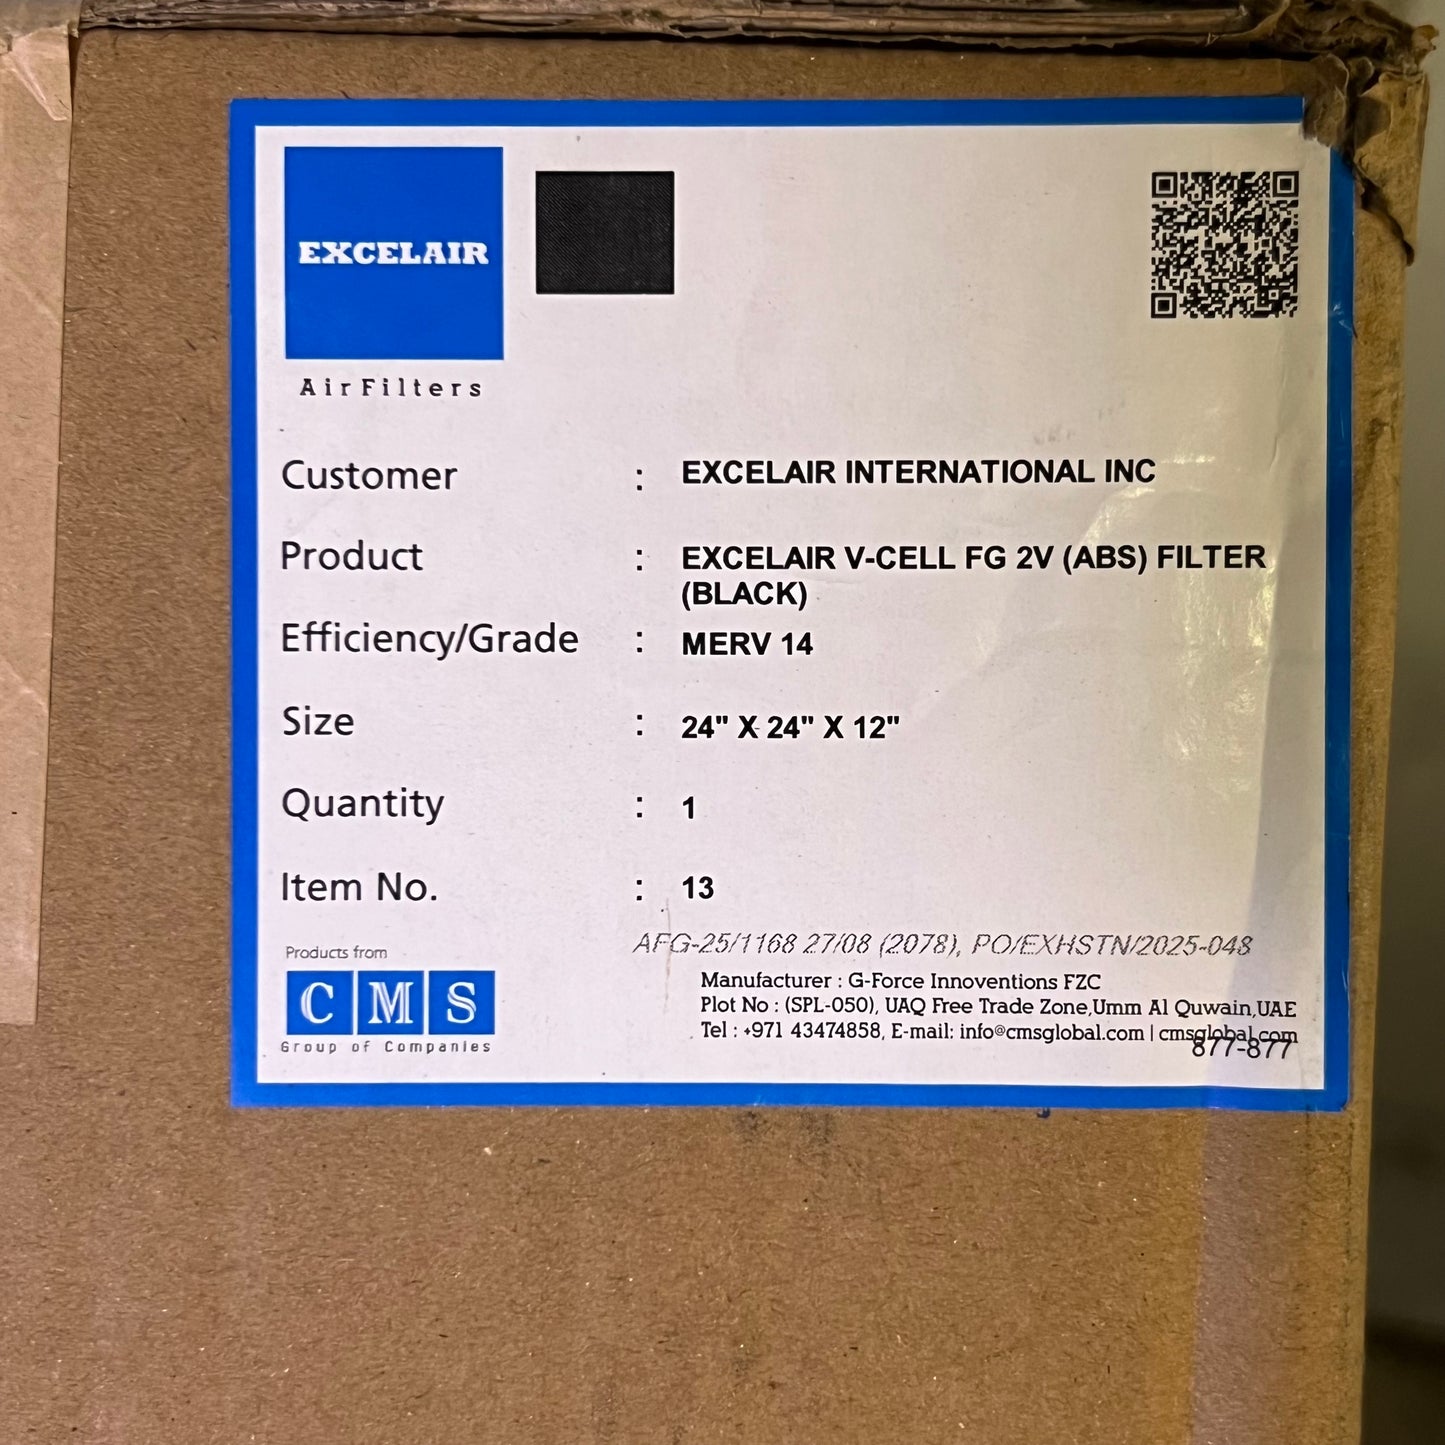 EXCELAIR
Air Filters
Customer : EXCELAIR INTERNATIONAL INC
Product : EXCELAIR V-CELL FG 2V (ABS) FILTER
(BLACK)
Efficiency/Grade : MERV 14
Size : 24" X 24" X 12"
Quantity : 1
Item No. : 13
AFG-25/1168 27/08 (2078), PO/EXHSTN/2025-048
Products from
CMS
Group of Companies
Manufacturer : G-Force Innoventions FZC
Plot No : (SPL-050), UAQ Free Trade Zone,Umm Al Quwain,UAE
Tel : +971 43474858, E-mail: info@cmsglobal.com | cmsglobal.com
877-877